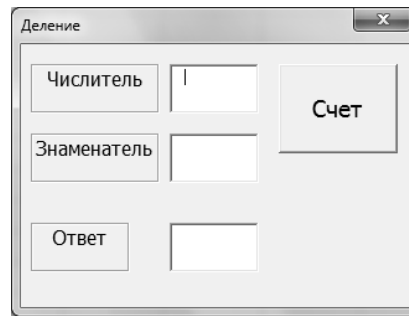 Деление
Числитель
Счет
Знаменатель
Ответ